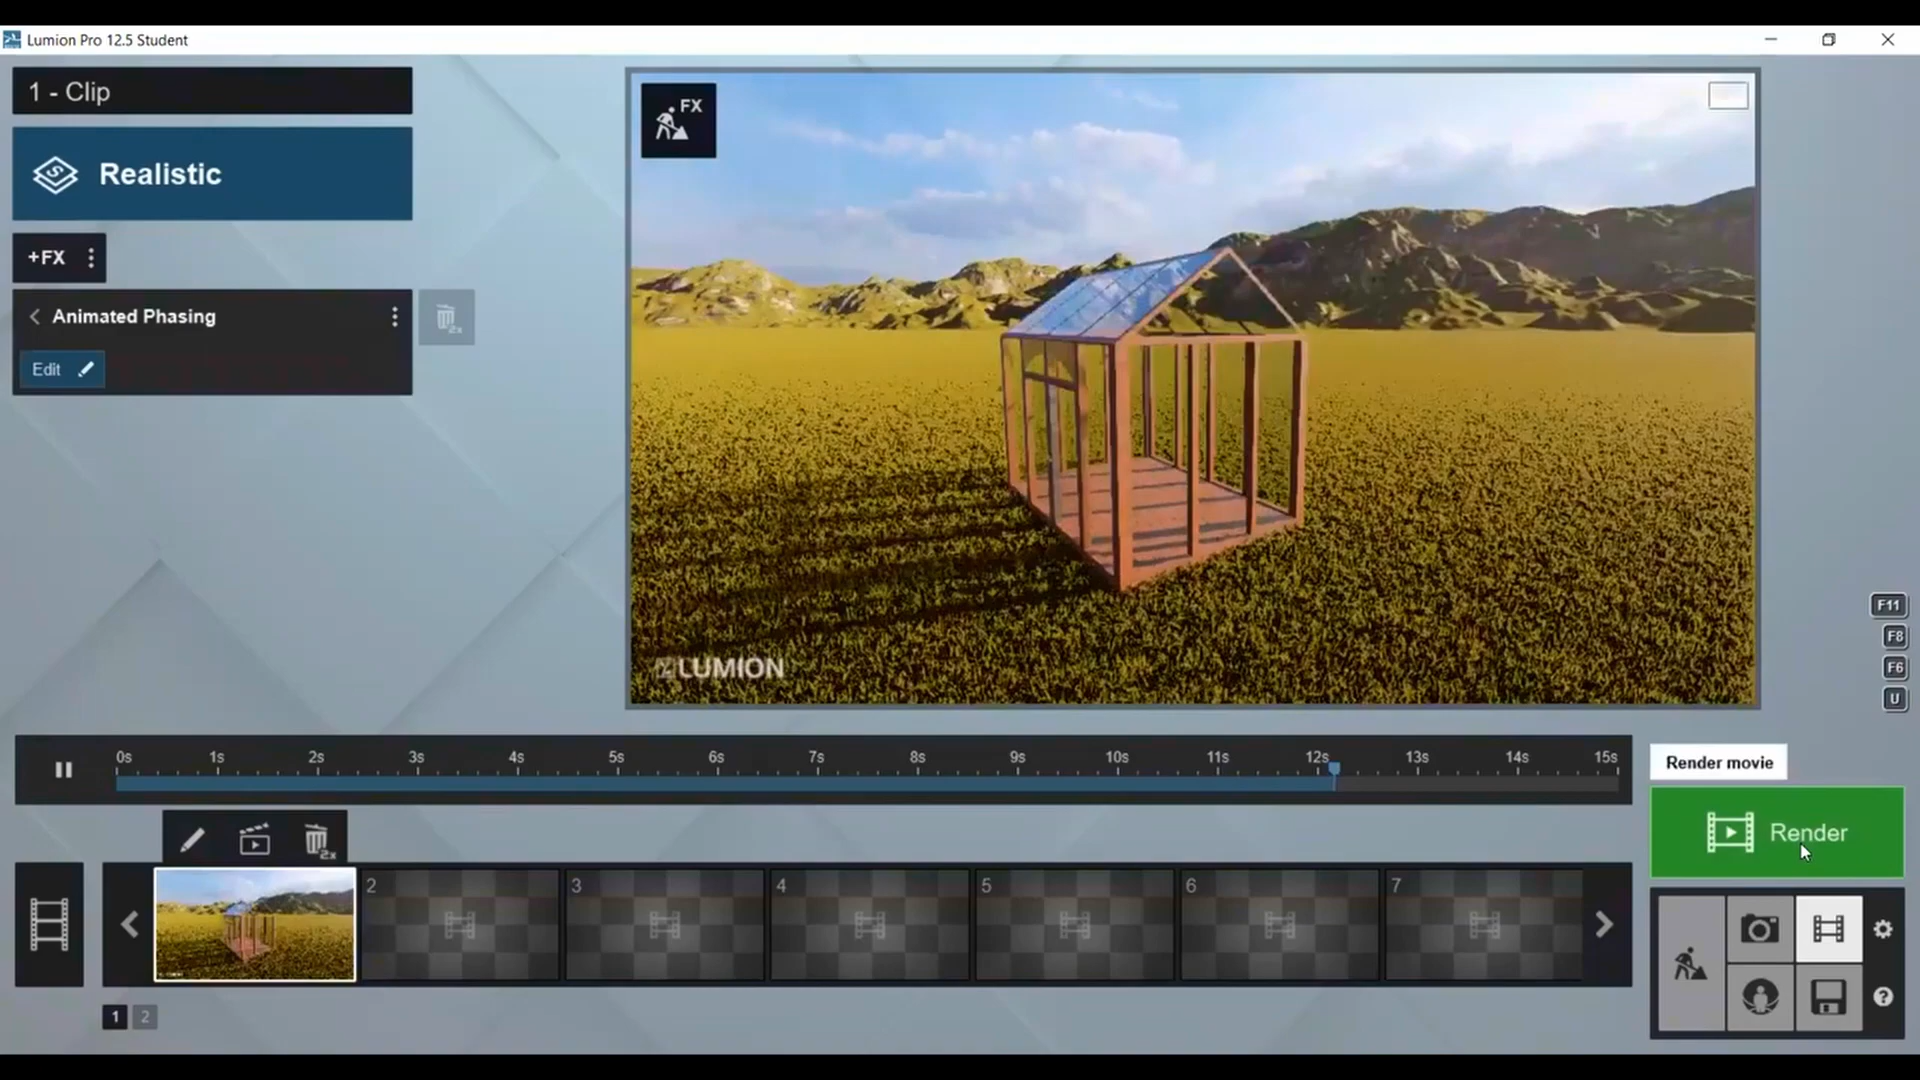 Lumion Pro 12.5 Student
1 - Clip
FX
S
Realistic
+FX
Animated Phasing
2x
Edit
LUMION
F11
F8
F6
U
0s 1s 2s 3s 4s 5s 6s 7s 8s 9s 10s 11s 12s 13s 14s 15s
Render movie
Render
2x
2 3 4 5 6 7
?
1 2